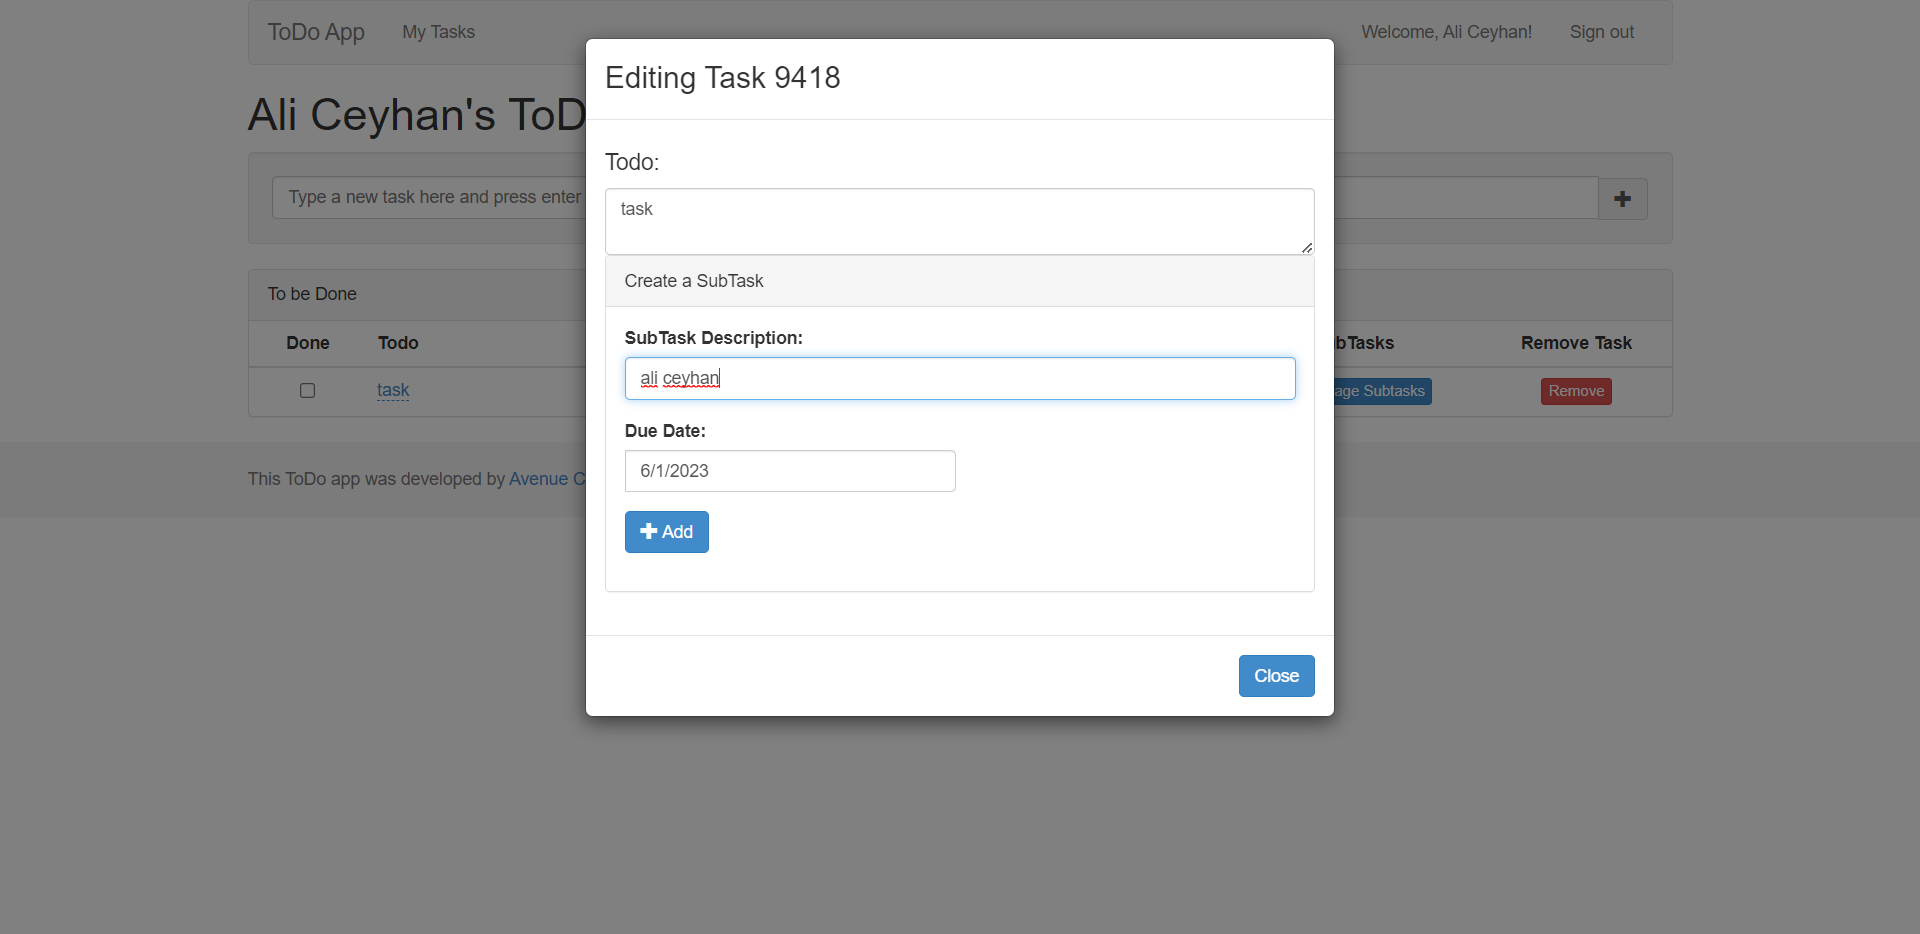 ToDo App My Tasks Welcome, Ali Ceyhan! Sign out
Editing Task 9418
Ali Ceyhan's ToD
Todo:
Type a new task here and press enter
task
Create a SubTask
To be Done
SubTask Description:
Done Todo bTasks Remove Task
ali ceyhan
task age Subtasks Remove
Due Date:
6/1/2023
This ToDo app was developed by Avenue C
Add
Close